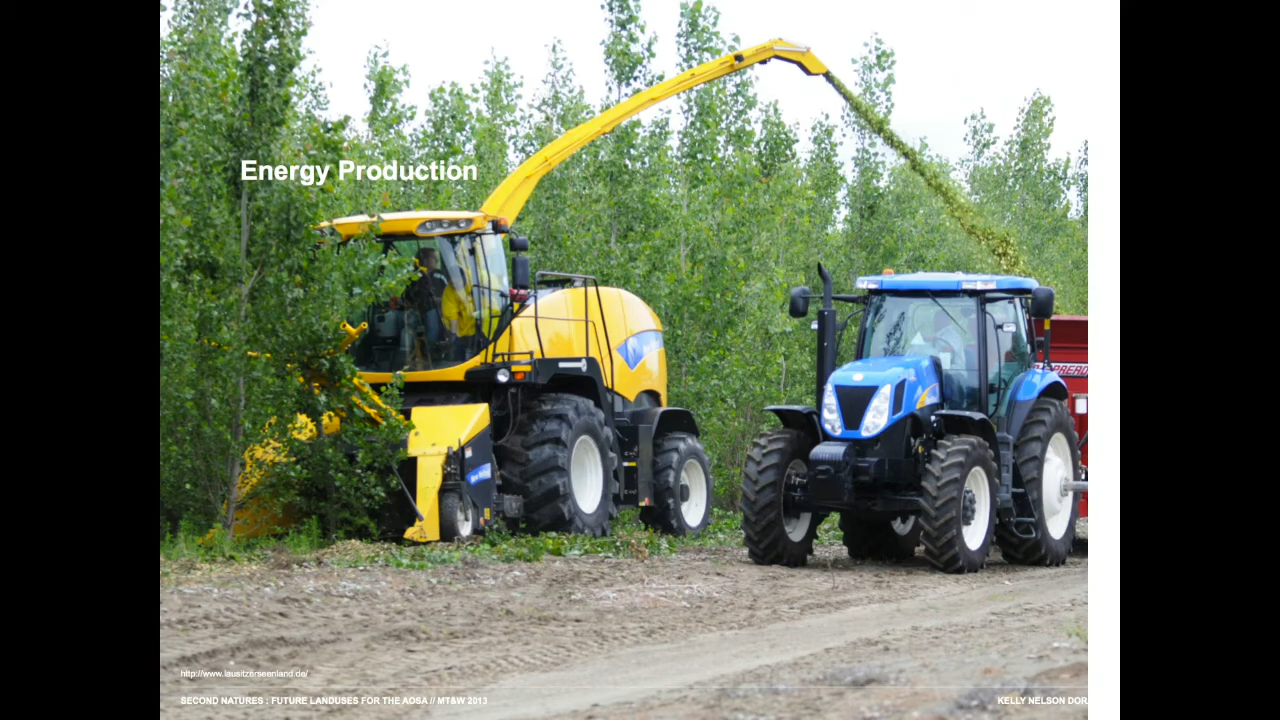 Energy Production
http://www.lausitzerseenland.de/
SECOND NATURES : FUTURE LANDUSES FOR THE AOSA // MT&W 2013
KELLY NELSON DOR